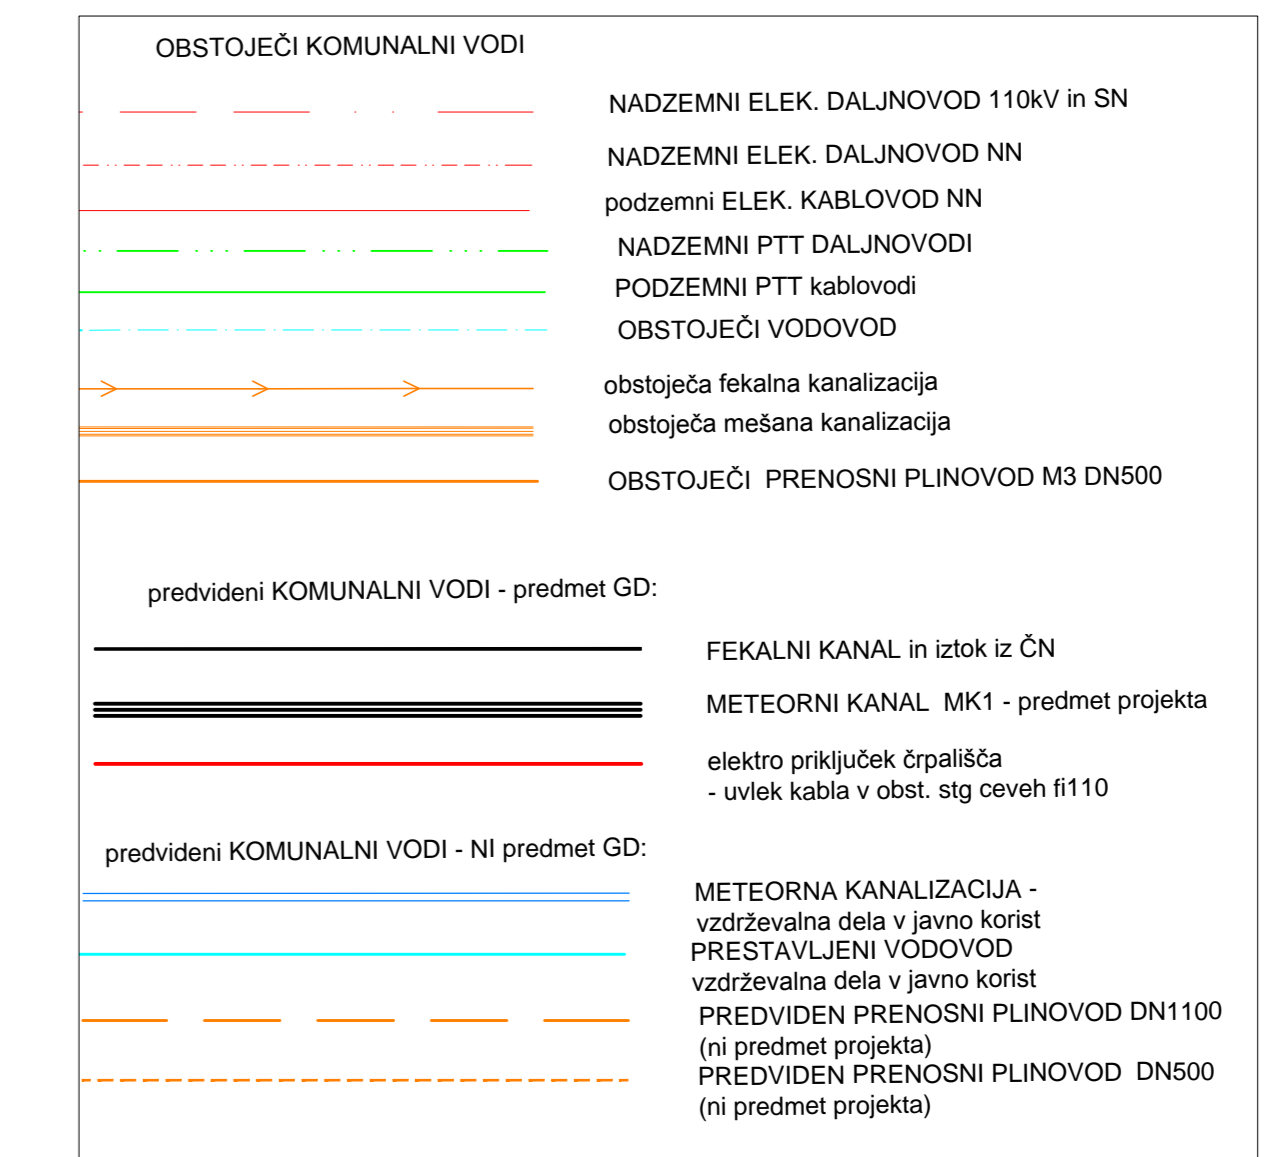 OBSTOJEČI KOMUNALNI VODI
NADZEMNI ELEK. DALJNOVOD 110kV in SN
NADZEMNI ELEK. DALJNOVOD NN
podzemni ELEK. KABLOVOD NN
NADZEMNI PTT DALJNOVODI
PODZEMNI PTT kablovodi
OBSTOJEČI VODOVOD
obstoječa fekalna kanalizacija
obstoječa mešana kanalizacija
OBSTOJEČI PRENOSNI PLINOVOD M3 DN500
predvideni KOMUNALNI VODI - predmet GD:
FEKALNI KANAL in iztok iz ČN
METEORNI KANAL MK1 - predmet projekta
elektro priključek črpališča
- uvlek kabla v obst. stg ceveh fi110
predvideni KOMUNALNI VODI - NI predmet GD:
METEORNA KANALIZACIJA -
vzdrževalna dela v javno korist
PRESTAVLJENI VODOVOD
vzdrževalna dela v javno korist
PREDVIDEN PRENOSNI PLINOVOD DN1100
(ni predmet projekta)
PREDVIDEN PRENOSNI PLINOVOD DN500
(ni predmet projekta)